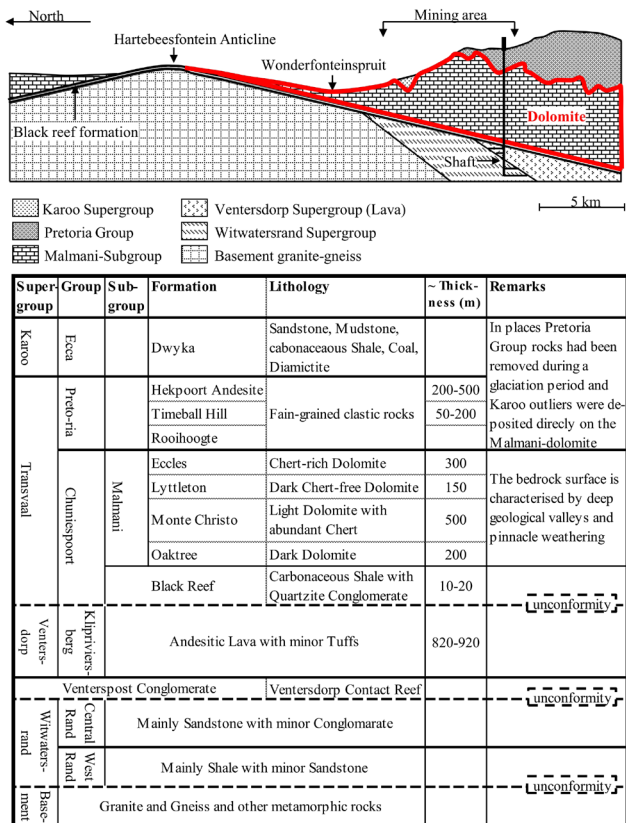 North
Mining area
Hartebeesfontein Anticline
Wonderfonteinspruit
Black reef formation
Dolomite
Shaft
5 km
Karoo Supergroup
Ventersdorp Supergroup (Lava)
Pretoria Group
Witwatersrand Supergroup
Malmani-Subgroup
Basement granite-gneiss
Super-group Group Sub-group Formation Lithology ~ Thick-ness (m) Remarks
Karoo Ecca Dwyka
Sandstone, Mudstone,
cabonaceaous Shale, Coal,
Diamictite
In places Pretoria
Group rocks had been
removed during a
glaciation period and
Karoo outliers were de-
posited direcly on the
Malmani-dolomite
Transvaal
Preto-ria
Hekpoort Andesite 200-500
Timeball Hill Fain-grained clastic rocks 50-200
Rooihoogte
Chuniespoort
Malmani
Eccles Chert-rich Dolomite 300
Lyttleton Dark Chert-free Dolomite 150
Monte Christo Light Dolomite with
abundant Chert 500
Oaktree Dark Dolomite 200
The bedrock surface is
characterised by deep
geological valleys and
pinnacle weathering
Black Reef Carbonaceous Shale with
Quartzite Conglomerate 10-20
unconformity
Venters-dorp
Klipriviers-berg
Andesitic Lava with minor Tuffs 820-920
Venterspost Conglomerate Ventersdorp Contact Reef
unconformity
Witwaters-rand
Central Rand
Mainly Sandstone with minor Conglomarate
West Rand
Mainly Shale with minor Sandstone
unconformity
Base-ment
Granite and Gneiss and other metamorphic rocks